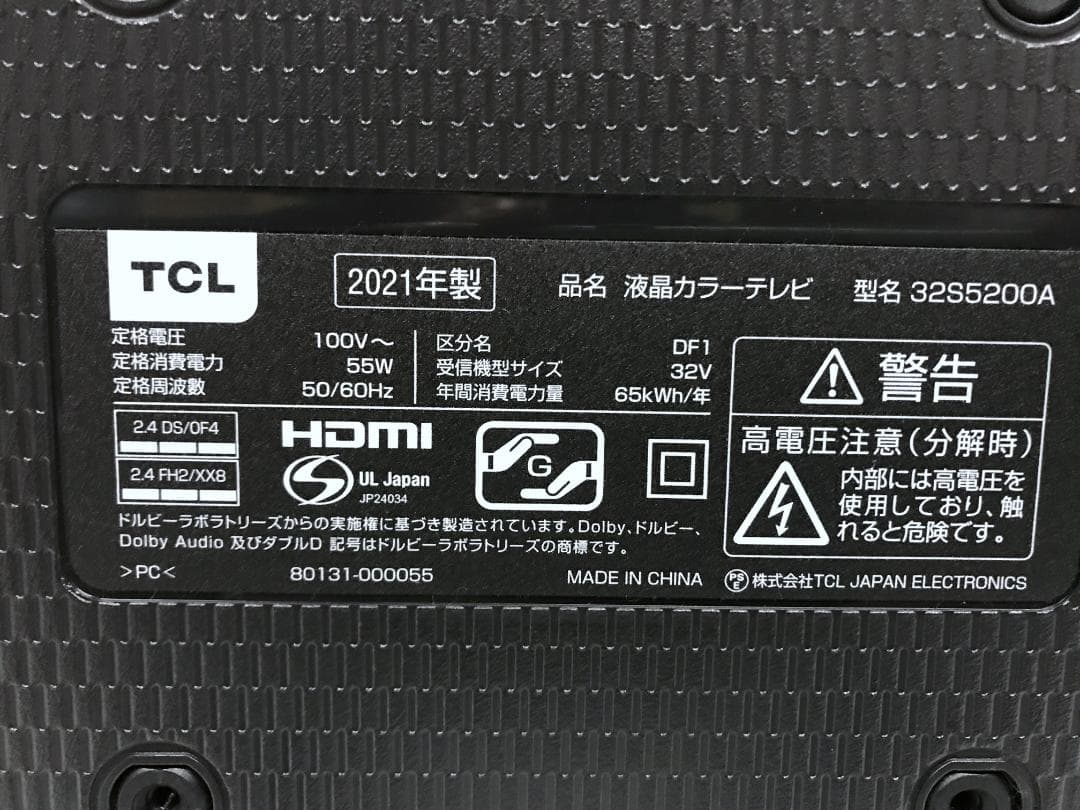 TCL
2021年製
品名 液晶カラーテレビ 型名 32S5200A
定格電圧 100V～
定格消費電力 55W
定格周波数 50/60Hz
区分名 DF1
受信機型サイズ 32V
年間消費電力量 65kWh/年
2.4 DS/OF4
2.4 FH2/XX8
HDMI
S
UL Japan
JP24034
G
警告
高電圧注意(分解時)
内部には高電圧を
使用しており、触
れると危険です。
ドルビーラボラトリーズからの実施権に基づき製造されています。Dolby、ドルビー、
Dolby Audio 及びダブルD 記号はドルビーラボラトリーズの商標です。
>PC< 80131-000055 MADE IN CHINA PSE 株式会社TCL JAPAN ELECTRONICS